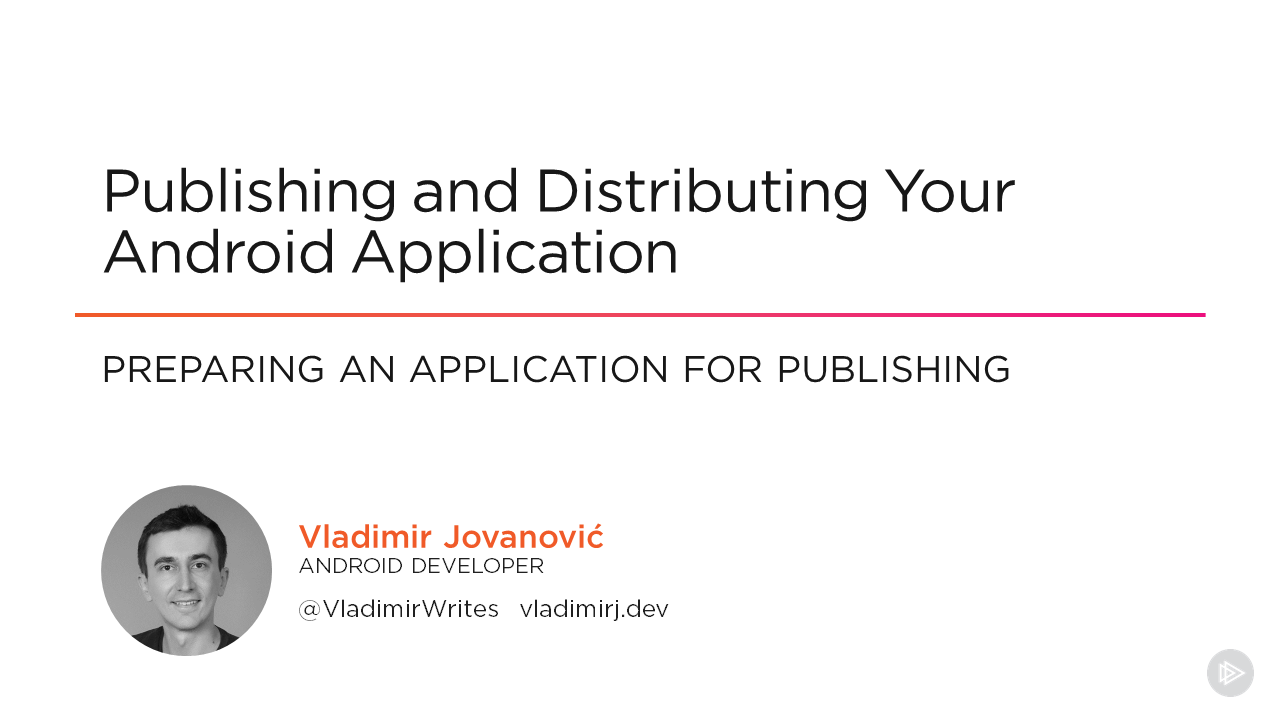 Publishing and Distributing Your
Android Application
PREPARING AN APPLICATION FOR PUBLISHING
Vladimir Jovanović
ANDROID DEVELOPER
@VladimirWrites vladimirj.dev